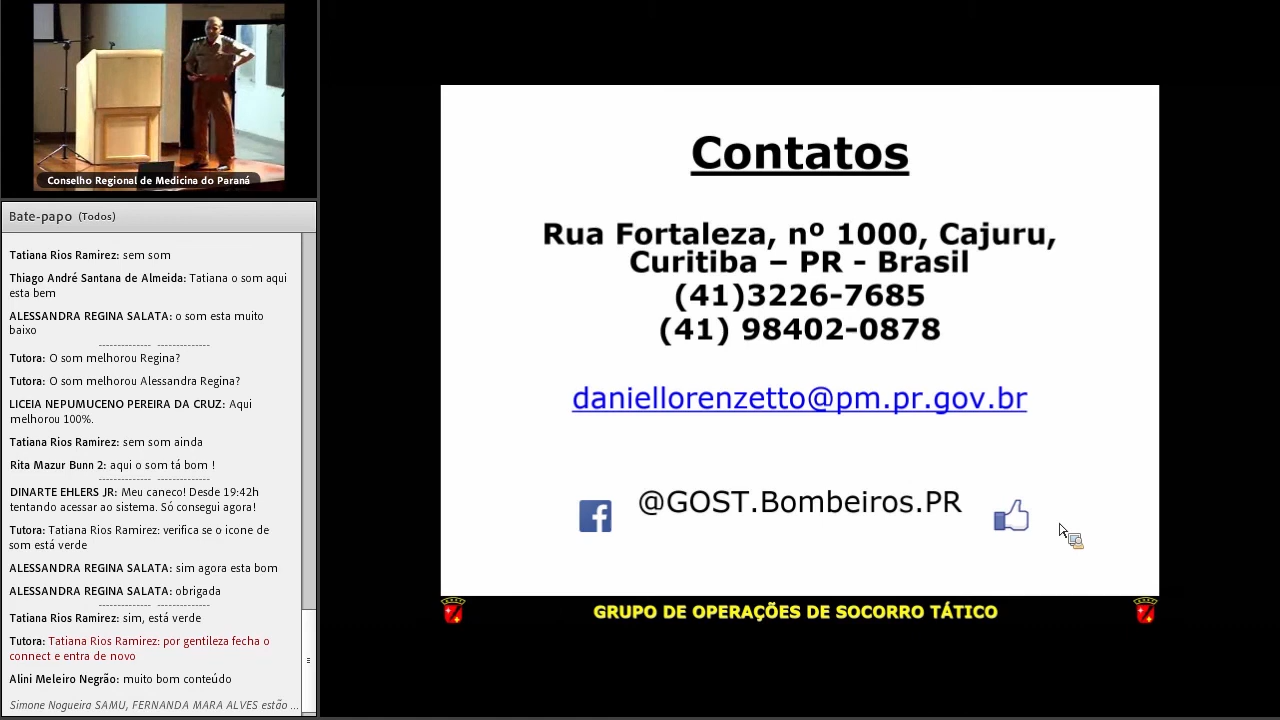 Conselho Regional de Medicina do Paraná
Bate-papo (Todos)
Tatiana Rios Ramirez: sem som
Thiago André Santana de Almeida: Tatiana o som aqui
esta bem
ALESSANDRA REGINA SALATA: o som esta muito
baixo
Tutora: O som melhorou Regina?
Tutora: O som melhorou Alessandra Regina?
LICEIA NEPUMUCENO PEREIRA DA CRUZ: Aqui
melhorou 100%.
Tatiana Rios Ramirez: sem som ainda
Rita Mazur Bunn 2: aqui o som tá bom !
DINARTE EHLERS JR: Meu caneco! Desde 19:42h
tentando acessar ao sistema. Só consegui agora!
Tutora: Tatiana Rios Ramirez: verifica se o icone de
som está verde
ALESSANDRA REGINA SALATA: sim agora esta bom
ALESSANDRA REGINA SALATA: obrigada
Tatiana Rios Ramirez: sim, está verde
Tutora: Tatiana Rios Ramirez: por gentileza fecha o
connect e entra de novo
Alini Meleiro Negrão: muito bom conteúdo
Simone Nogueira SAMU, FERNANDA MARA ALVES estão ...
Contatos
Rua Fortaleza, nº 1000, Cajuru,
Curitiba – PR - Brasil
(41)3226-7685
(41) 98402-0878
daniellorenzetto@pm.pr.gov.br
@GOST.Bombeiros.PR
GRUPO DE OPERAÇÕES DE SOCORRO TÁTICO